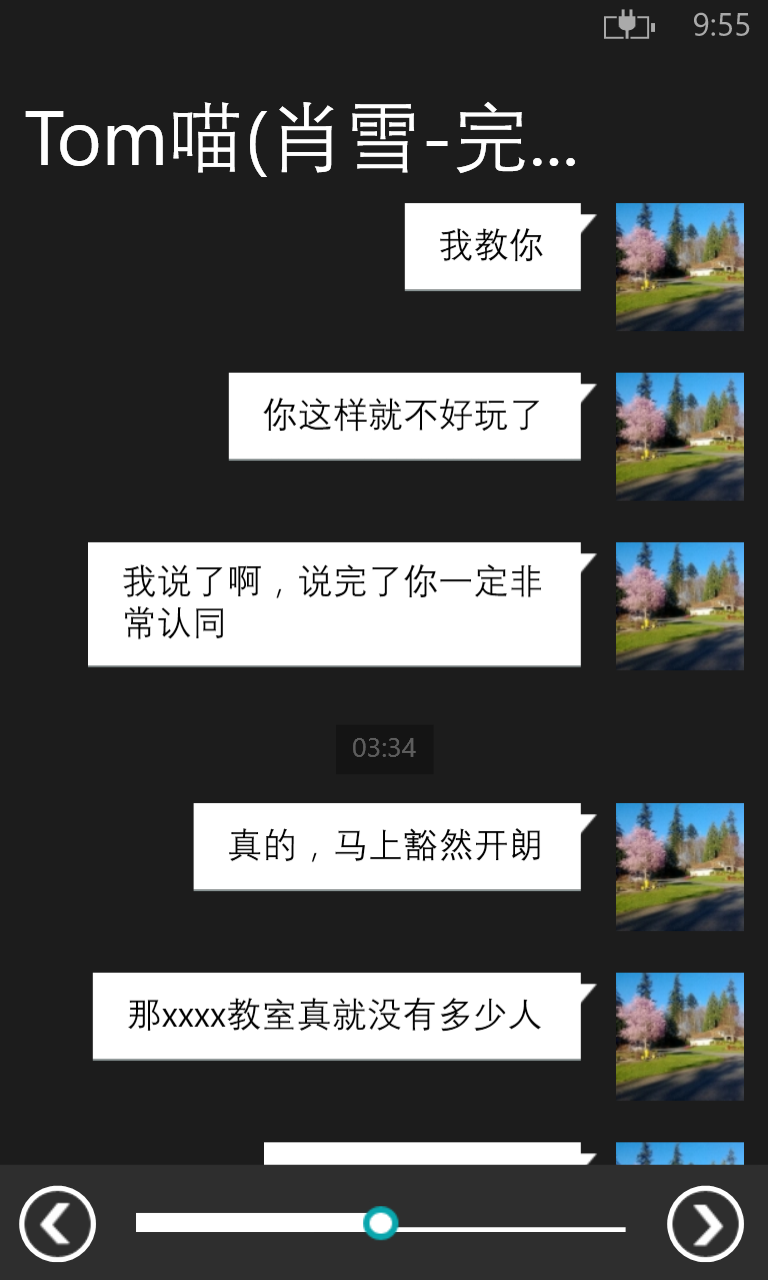 9:55
Tom喵(肖雪-完...
我教你
你这样就不好玩了
我说了啊，说完了你一定非
常认同
03:34
真的，马上豁然开朗
那xxxx教室真就没有多少人